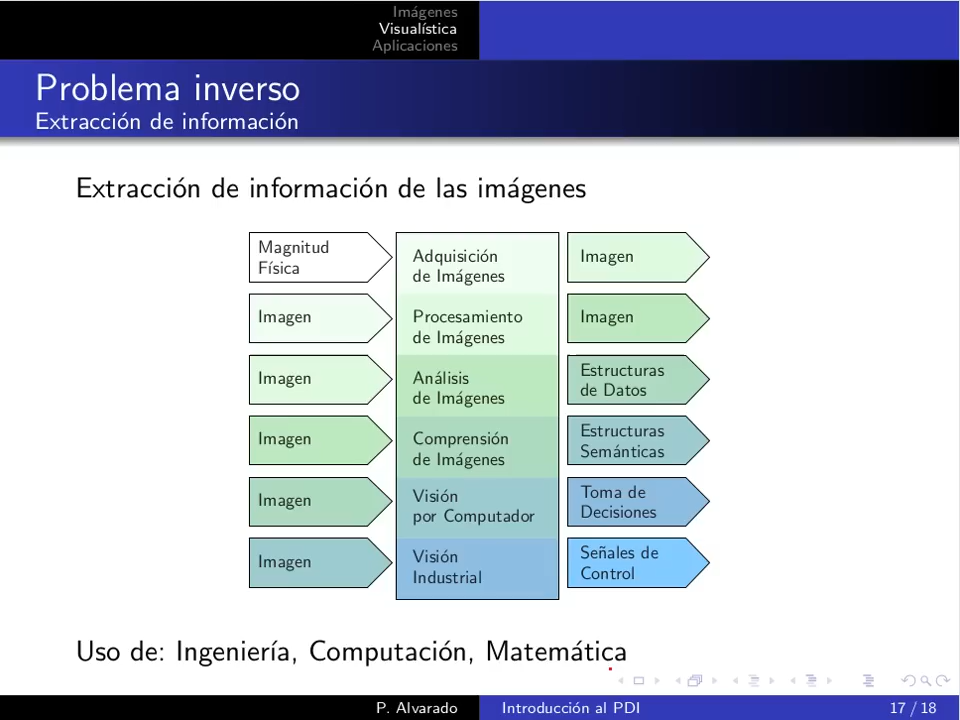 Imágenes
Visualística
Aplicaciones
Problema inverso
Extracción de información
Extracción de información de las imágenes
Magnitud
Física
Adquisición
de Imágenes
Imagen
Imagen
Procesamiento
de Imágenes
Imagen
Imagen
Análisis
de Imágenes
Estructuras
de Datos
Imagen
Comprensión
de Imágenes
Estructuras
Semánticas
Imagen
Visión
por Computador
Toma de
Decisiones
Imagen
Visión
Industrial
Señales de
Control
Uso de: Ingeniería, Computación, Matemática
P. Alvarado
Introducción al PDI
17 / 18